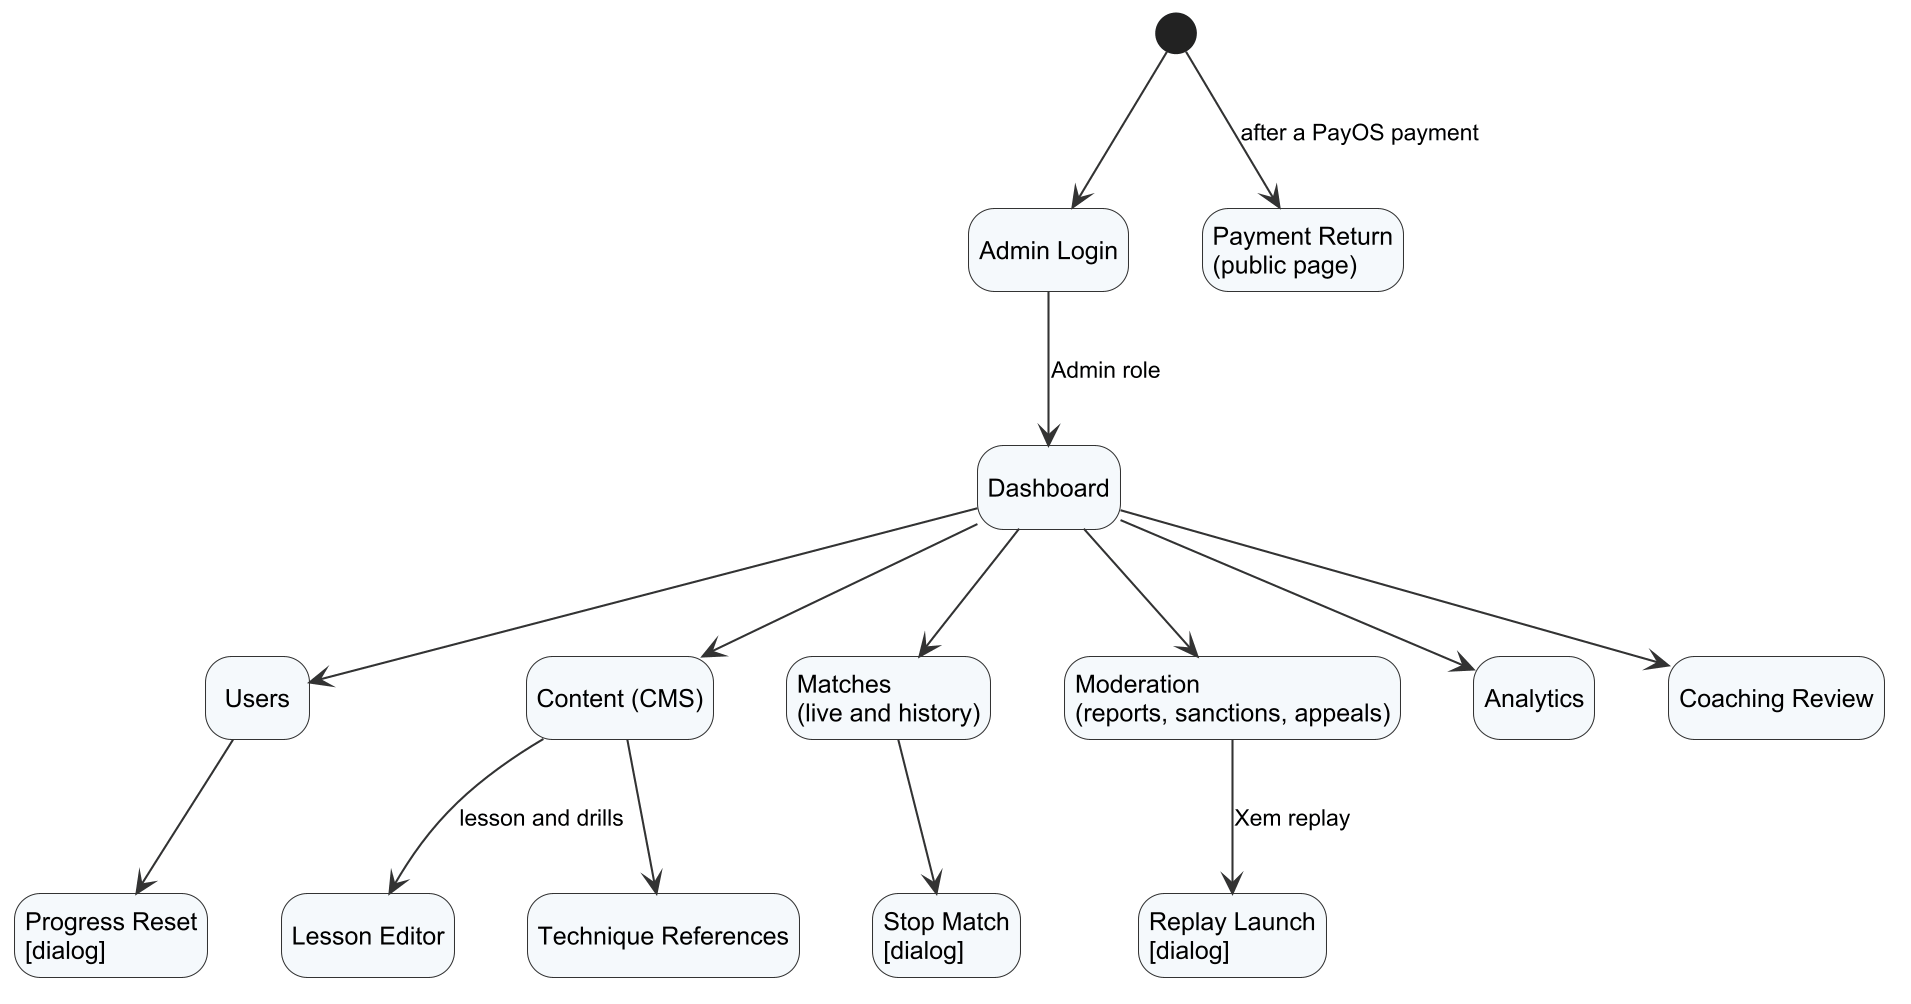 after a PayOS payment
Admin Login
Payment Return
(public page)
Admin role
Dashboard
Users
Content (CMS)
Matches
(live and history)
Moderation
(reports, sanctions, appeals)
Analytics
Coaching Review
lesson and drills
Xem replay
Progress Reset
[dialog]
Lesson Editor
Technique References
Stop Match
[dialog]
Replay Launch
[dialog]